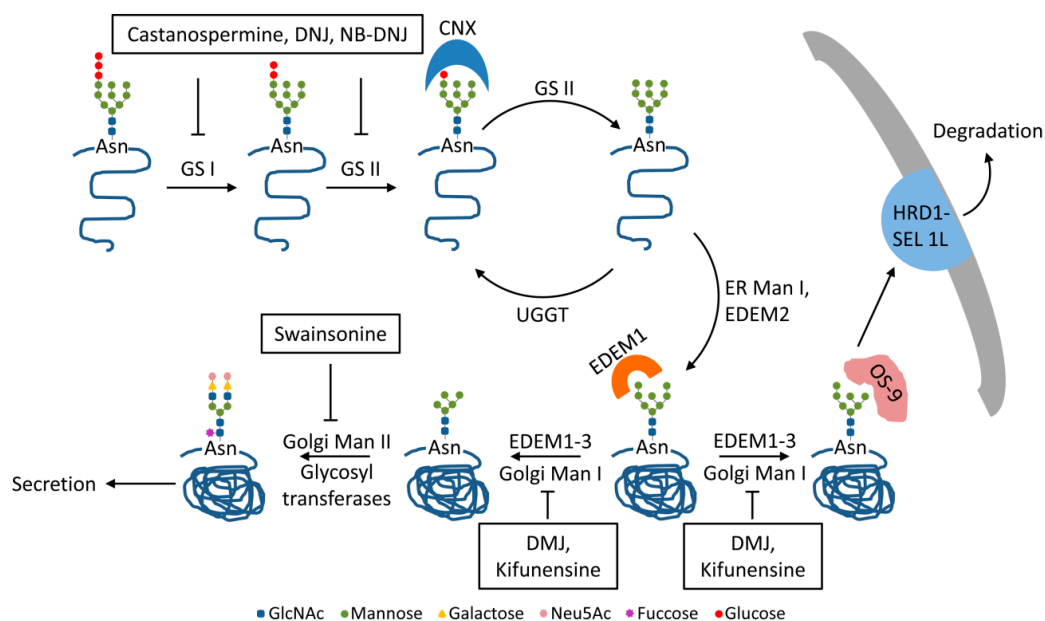 Castanospermine, DNJ, NB-DNJ
CNX
GS II
Asn
Asn
Asn
Asn
GS I
GS II
Degradation
HRD1-
SEL 1L
UGGT
ER Man I,
EDEM2
Swainsonine
EDEM1
OS-9
Asn
Golgi Man II
Glycosyl
transferases
Asn
EDEM1-3
Golgi Man I
Asn
EDEM1-3
Golgi Man I
Asn
Secretion
DMJ,
Kifunensine
DMJ,
Kifunensine
GlcNAc
Mannose
Galactose
Neu5Ac
Fuccose
Glucose